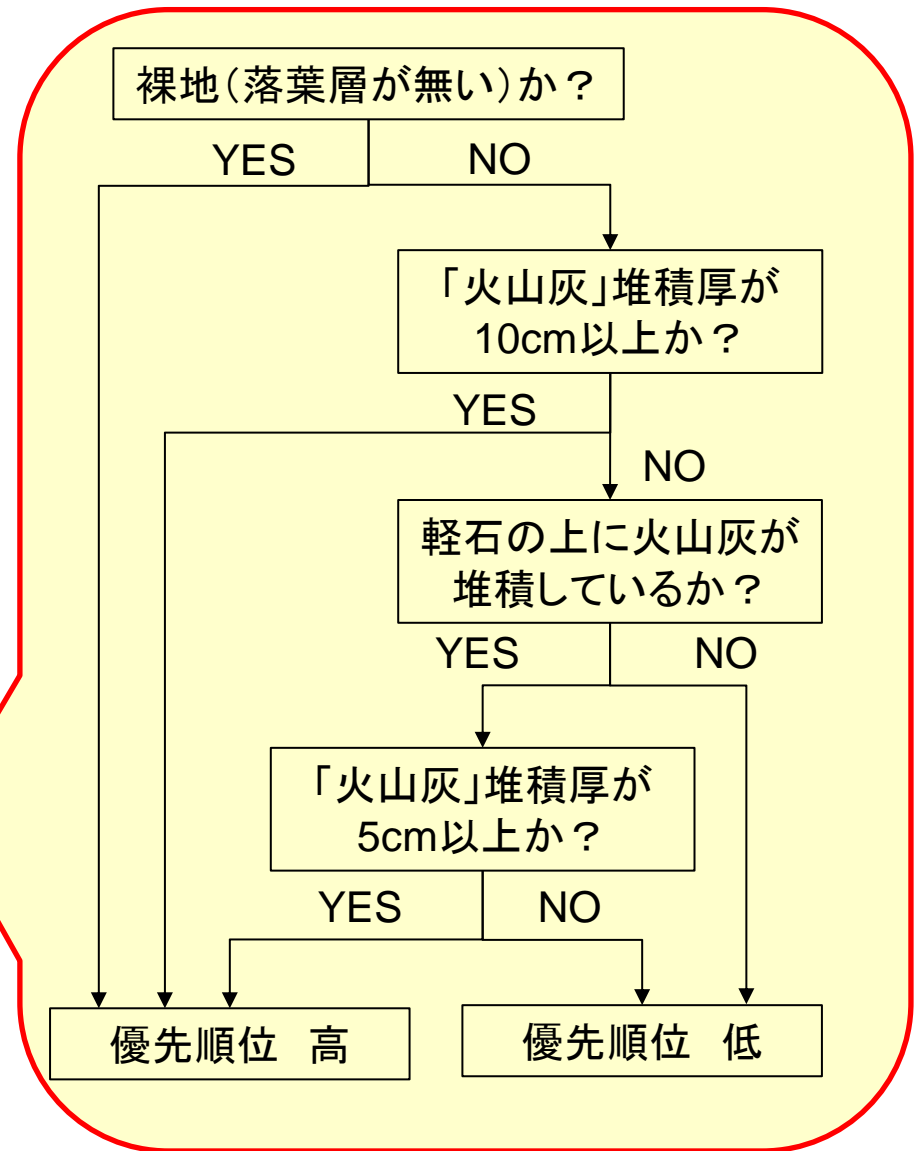 裸地（落葉層が無い）か？
YES
NO
「火山灰」堆積厚が
10cm以上か？
YES
NO
軽石の上に火山灰が
堆積しているか？
YES
NO
「火山灰」堆積厚が
5cm以上か？
YES
NO
優先順位　高
優先順位　低